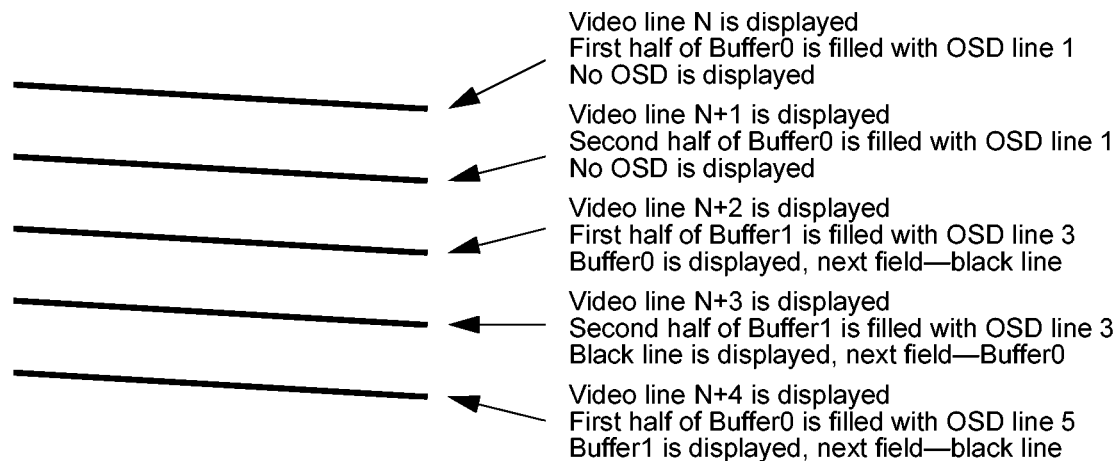 Video line N is displayed
First half of Buffer0 is filled with OSD line 1
No OSD is displayed
Video line N+1 is displayed
Second half of Buffer0 is filled with OSD line 1
No OSD is displayed
Video line N+2 is displayed
First half of Buffer1 is filled with OSD line 3
Buffer0 is displayed, next field—black line
Video line N+3 is displayed
Second half of Buffer1 is filled with OSD line 3
Black line is displayed, next field—Buffer0
Video line N+4 is displayed
First half of Buffer0 is filled with OSD line 5
Buffer1 is displayed, next field—black line